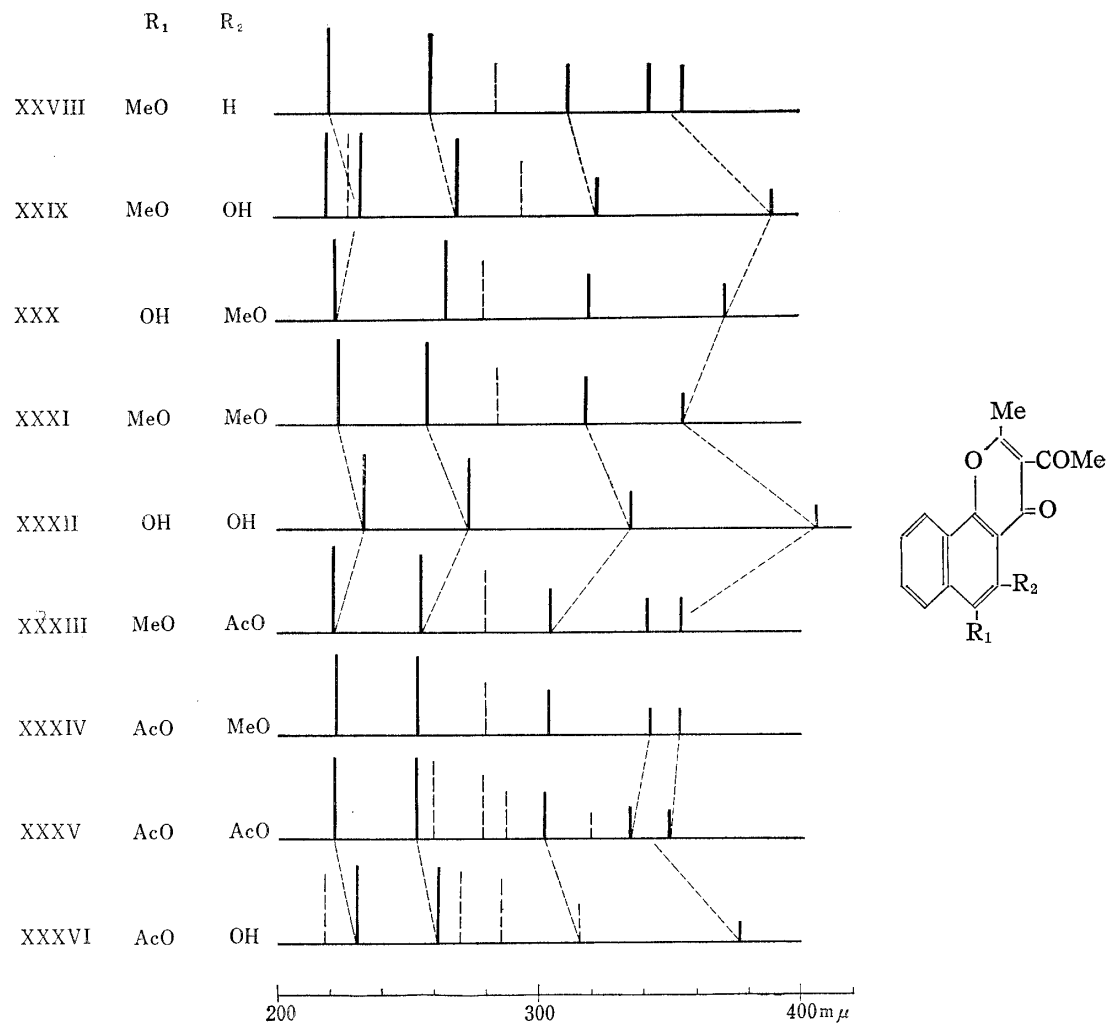 R₁ R₂
XXVIII MeO H
XXIX MeO OH
XXX OH MeO
XXXI MeO MeO
XXXII OH OH
XXXIII MeO AcO
XXXIV AcO MeO
XXXV AcO AcO
XXXVI AcO OH
200 300 400 mμ
Me
O
-COMe
=O
-R₂
R₁